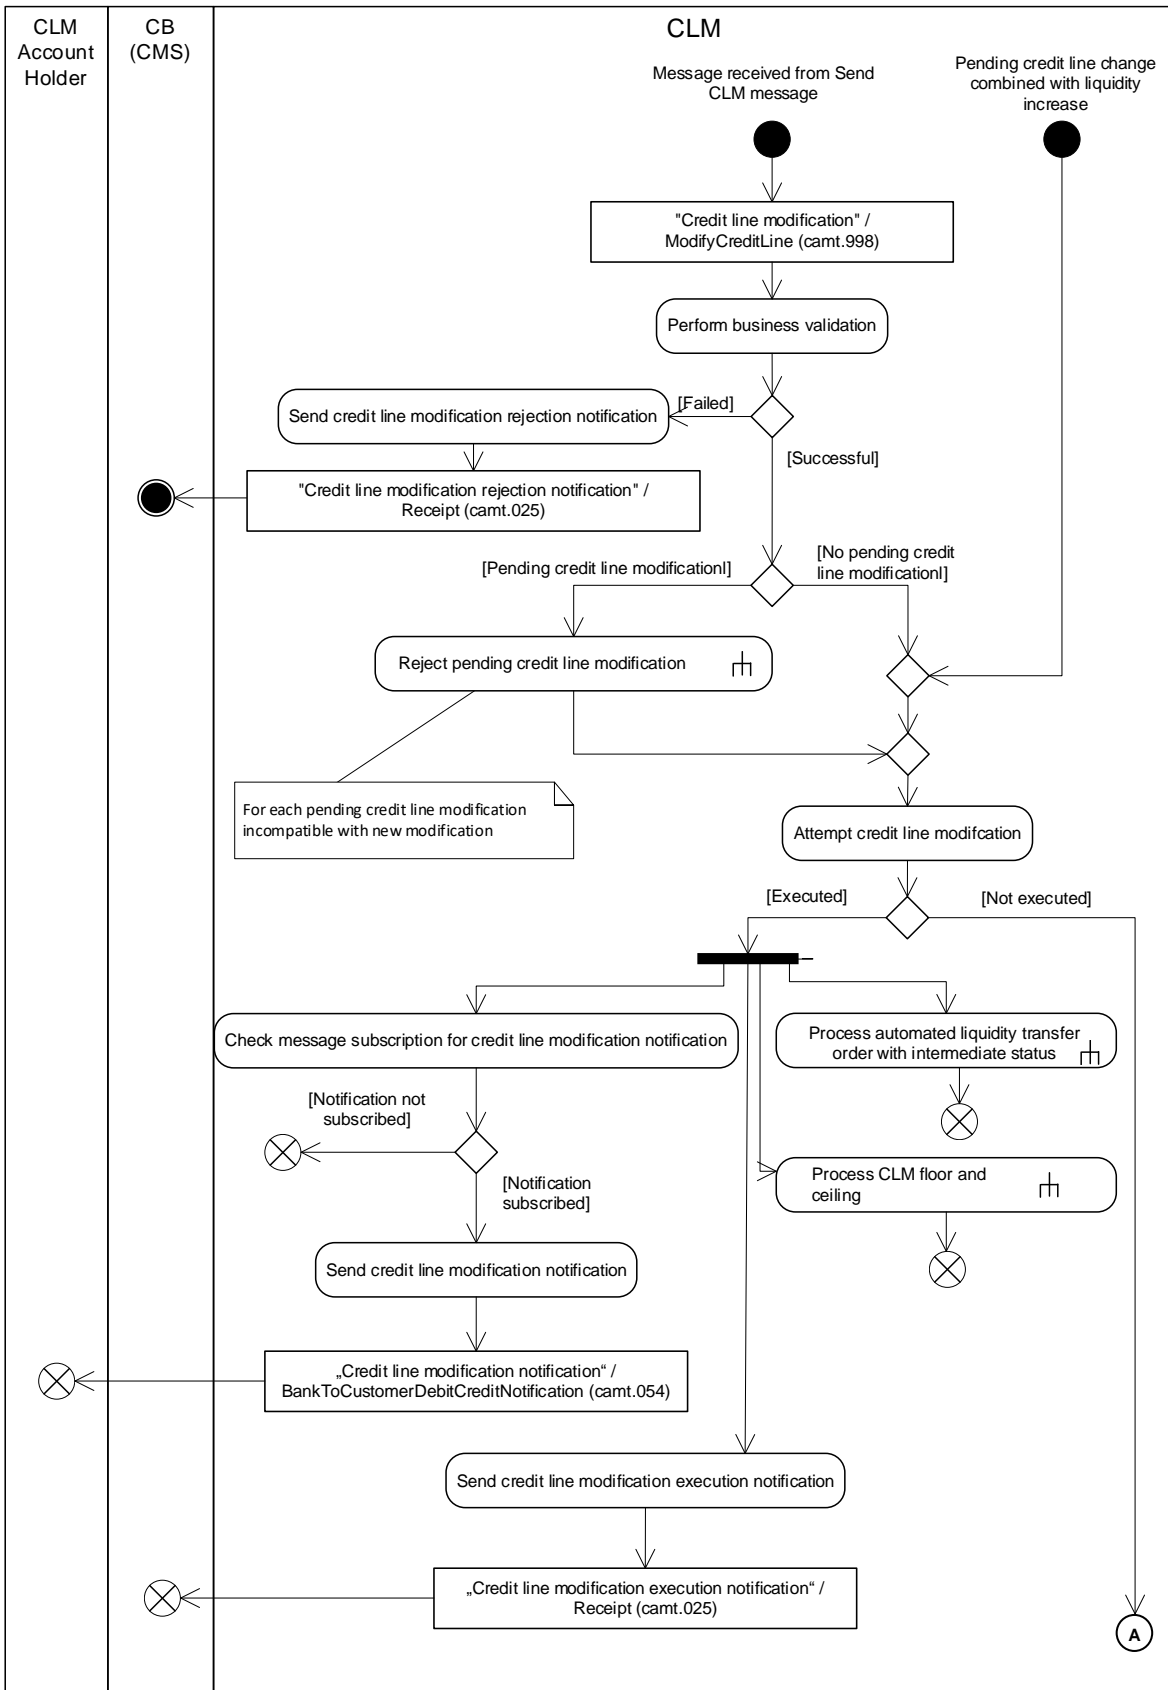 CLM
Account
Holder
CB
(CMS)
CLM
Message received from Send
CLM message
Pending credit line change
combined with liquidity
increase
"Credit line modification" /
ModifyCreditLine (camt.998)
Perform business validation
[Failed]
Send credit line modification rejection notification
[Successful]
"Credit line modification rejection notification" /
Receipt (camt.025)
[Pending credit line modificationl]
[No pending credit
line modificationl]
Reject pending credit line modification
For each pending credit line modification
incompatible with new modification
Attempt credit line modifcation
[Executed]
[Not executed]
Check message subscription for credit line modification notification
Process automated liquidity transfer
order with intermediate status
[Notification not
subscribed]
Process CLM floor and
ceiling
[Notification
subscribed]
Send credit line modification notification
„Credit line modification notification“ /
BankToCustomerDebitCreditNotification (camt.054)
Send credit line modification execution notification
„Credit line modification execution notification“ /
Receipt (camt.025)
A